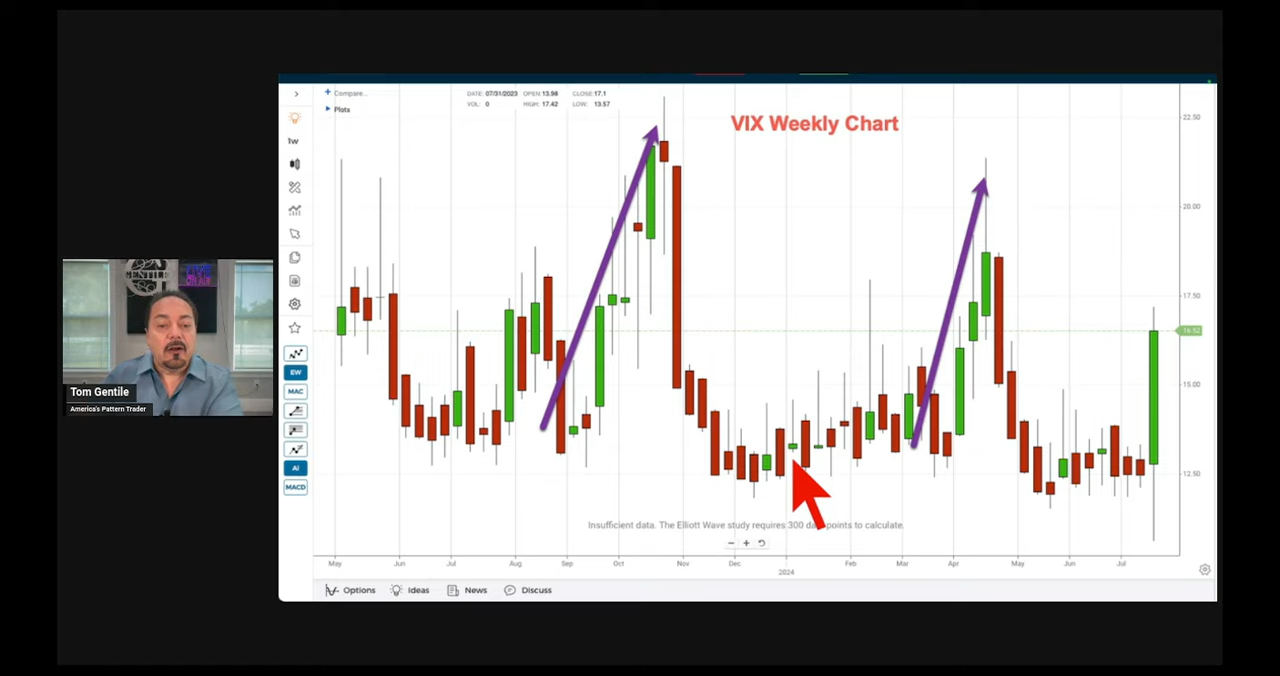 Compare...
DATE: 07/31/2023 OPEN: 13.98 CLOSE: 17.1
Plots
VOL: 0 HIGH: 17.42 LOW: 13.57
VIX Weekly Chart
1w
22.50
20.00
17.50
16.52
15.00
12.50
GENTILE
Tom Gentile
America's Pattern Trader
EW
MAC
AI
MACD
Insufficient data. The Elliott Wave study requires 300 da points to calculate.
May Jun Jul Aug Sep Oct Nov Dec 2024 Feb Mar Apr May Jun Jul
Options Ideas News Discuss